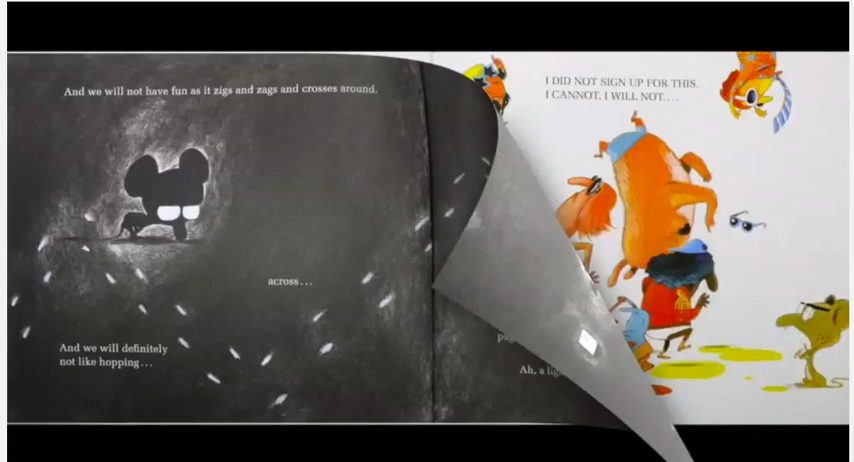 And we will not have fun as it zigs and zags and crosses around,
across...
And we will definitely
not like hopping...
Ah, a
I DID NOT SIGN UP FOR THIS.
I CANNOT, I WILL NOT....